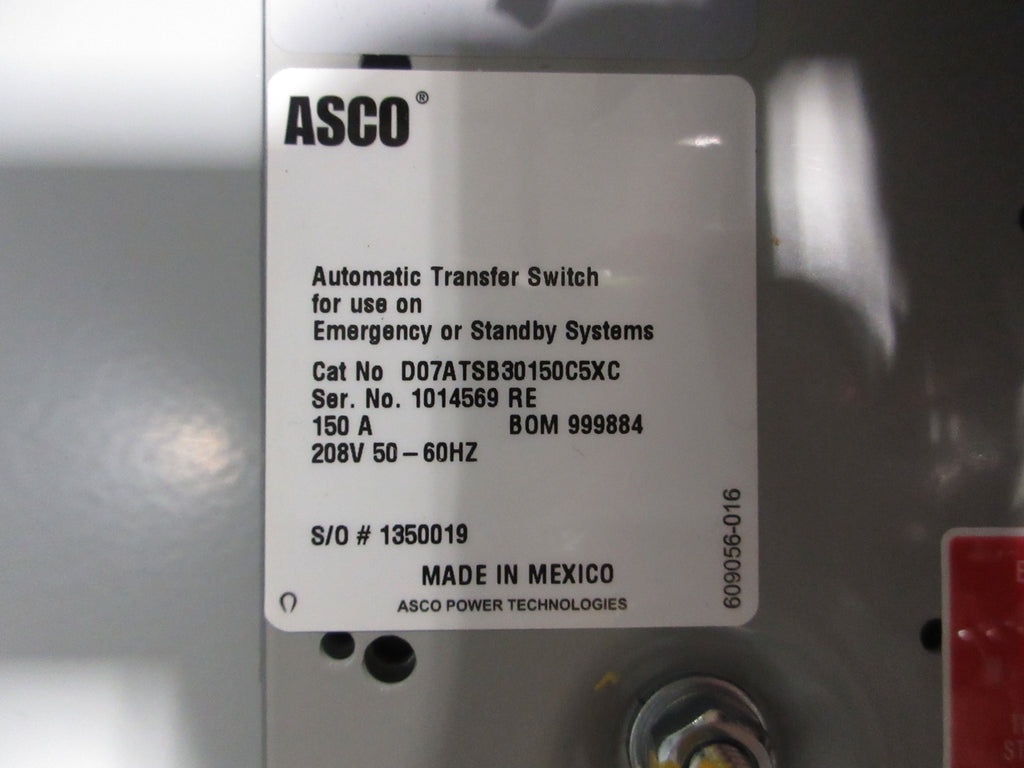 ASCO®
Automatic Transfer Switch
for use on
Emergency or Standby Systems
Cat No D07ATSB30150C5XC
Ser. No. 1014569 RE
150 A BOM 999884
208V 50-60HZ
S/O # 1350019
MADE IN MEXICO
ASCO POWER TECHNOLOGIES
609056-016